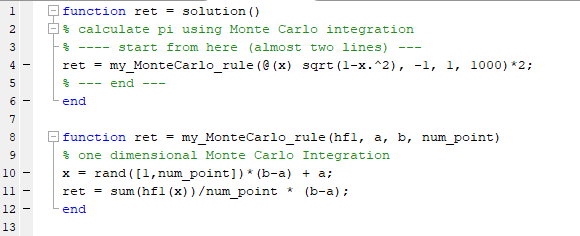 1 function ret = solution()
2 % calculate pi using Monte Carlo integration
3 % ---- start from here (almost two lines) ---
4 - ret = my_MonteCarlo_rule(@(x) sqrt(1-x.^2), -1, 1, 1000)*2;
5 % --- end ---
6 - end
7
8 function ret = my_MonteCarlo_rule(hf1, a, b, num_point)
9 % one dimensional Monte Carlo Integration
10 - x = rand([1,num_point])*(b-a) + a;
11 - ret = sum(hf1(x))/num_point * (b-a);
12 - end
13